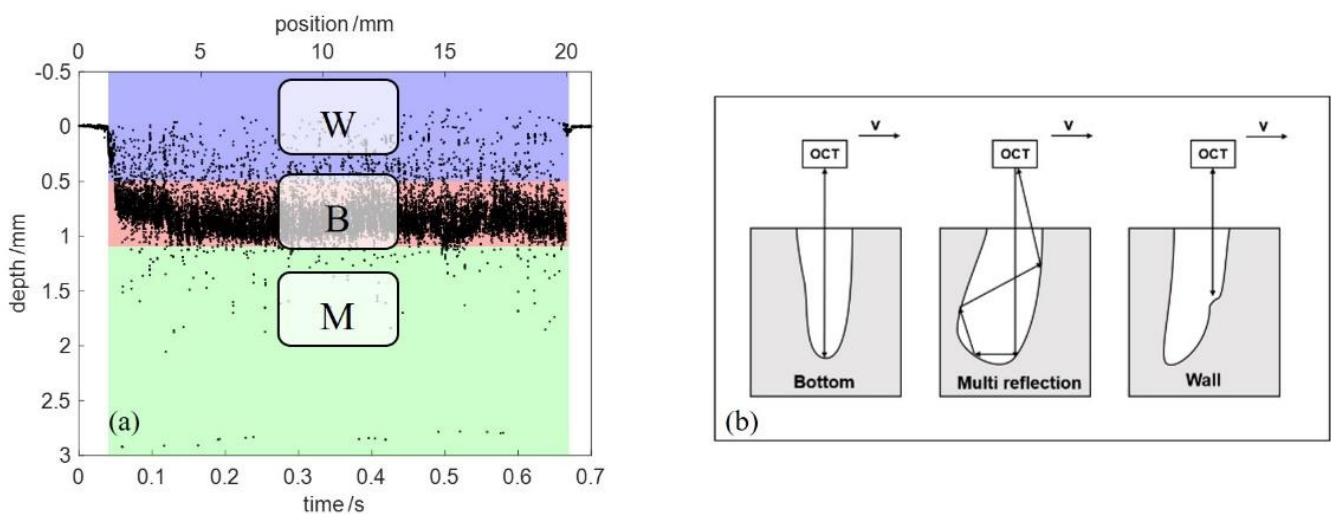 position /mm
0 5 10 15 20
-0.5
0
0.5
1
1.5
2
2.5
3
depth /mm
W
B
M
(a)
0 0.1 0.2 0.3 0.4 0.5 0.6 0.7
time /s
v v v
OCT OCT OCT
Bottom Multi reflection Wall
(b)